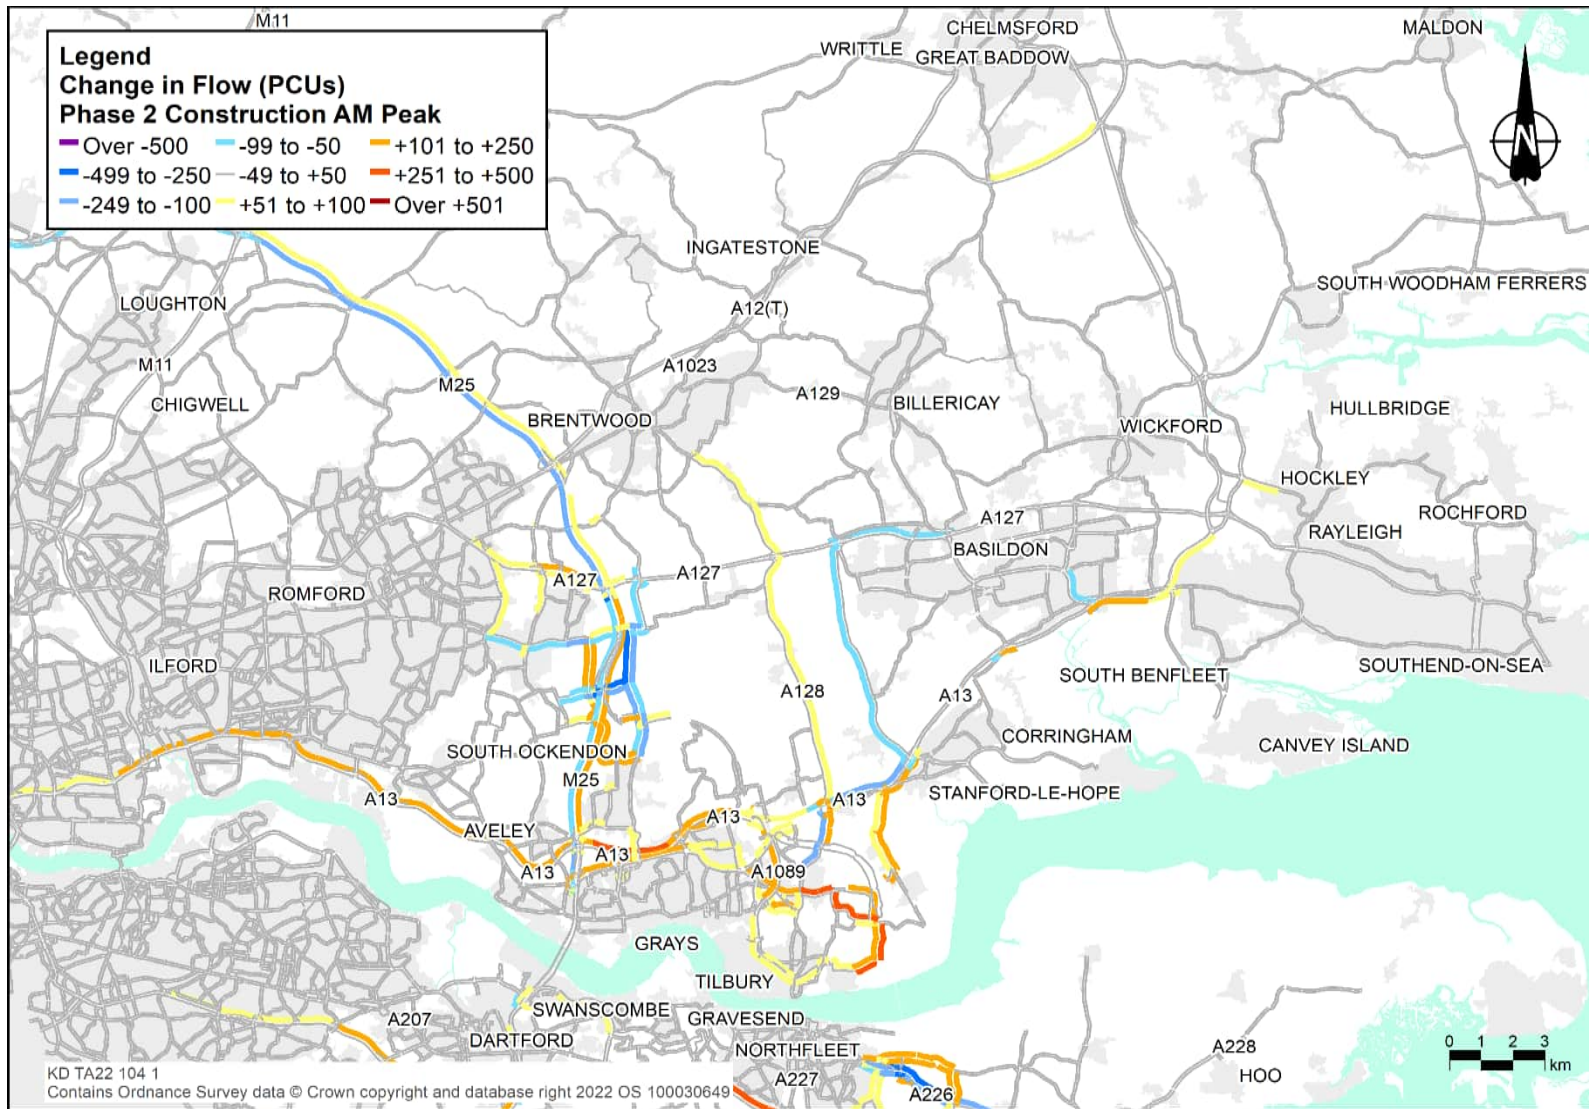 M11
CHELMSFORD
MALDON
WRITTLE
GREAT BADDOW
Legend
Change in Flow (PCUs)
Phase 2 Construction AM Peak
Over -500 -99 to -50 +101 to +250
-499 to -250 -49 to +50 +251 to +500
-249 to -100 +51 to +100 Over +501
N
INGATESTONE
SOUTH WOODHAM FERRERS
LOUGHTON
A12(T)
M11
A1023
M25
A129
CHIGWELL
BILLERICAY
HULLBRIDGE
BRENTWOOD
WICKFORD
HOCKLEY
ROCHFORD
A127
RAYLEIGH
BASILDON
A127
A127
ROMFORD
ILFORD
SOUTHEND-ON-SEA
SOUTH BENFLEET
A128
A13
CORRINGHAM
CANVEY ISLAND
SOUTH OCKENDON
M25
A13
A13
STANFORD-LE-HOPE
A13
AVELEY
A13
A13
A1089
GRAYS
TILBURY
SWANSCOMBE
A207
GRAVESEND
DARTFORD
NORTHFLEET
A228
HOO
A227
A226
0 1 2 3
km
KD TA22 104 1
Contains Ordnance Survey data © Crown copyright and database right 2022 OS 100030649